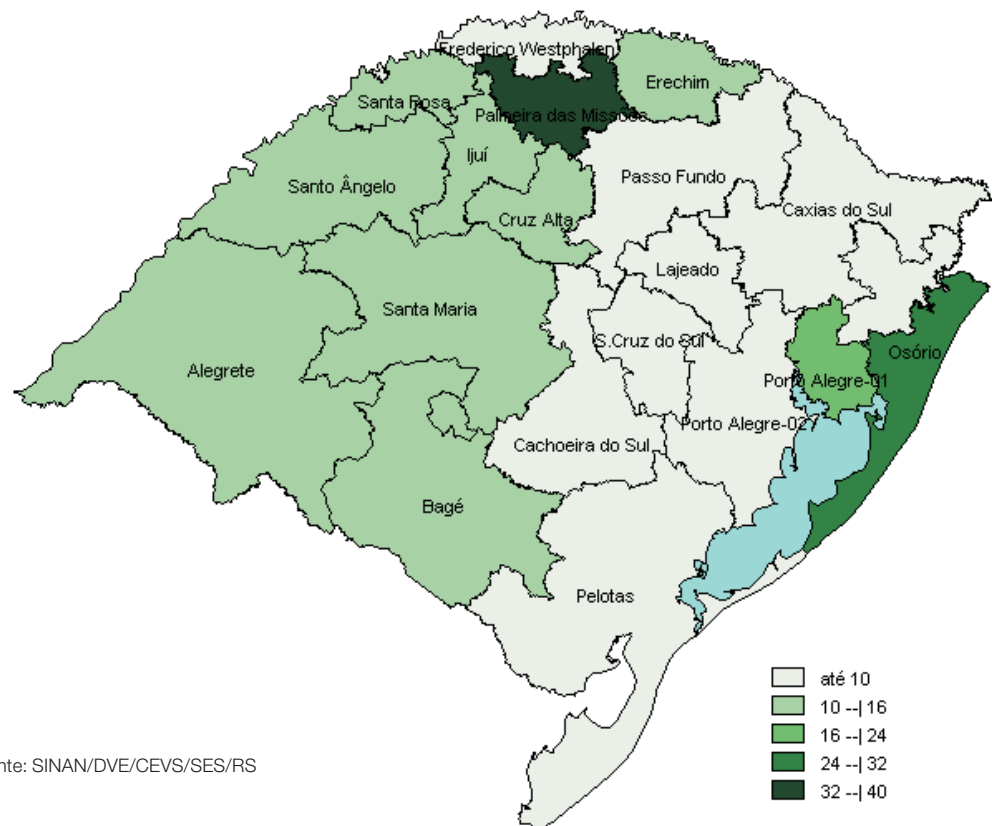 Frederico Westphalen
Erechim
Santa Rosa
Palmeira das Missões
Ijuí
Passo Fundo
Santo Ângelo
Cruz Alta
Caxias do Sul
Lajeado
Santa Maria
S.Cruz do Sul
Osório
Alegrete
Porto Alegre-01
Porto Alegre-02
Cachoeira do Sul
Bagé
Pelotas
até 10
10 --| 16
16 --| 24
24 --| 32
32 --| 40
nte: SINAN/DVE/CEVS/SES/RS